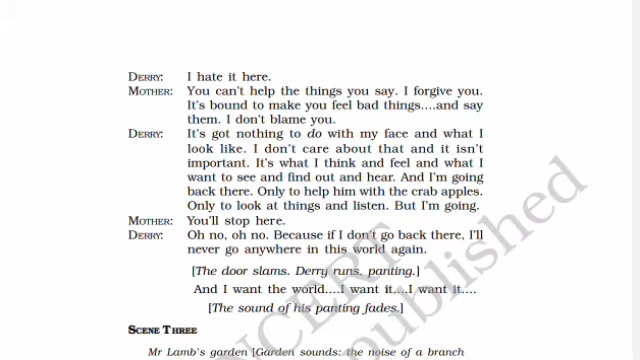 DERRY: I hate it here.
MOTHER: You can't help the things you say. I forgive you.
It's bound to make you feel bad things....and say
them. I don't blame you.
DERRY: It's got nothing to do with my face and what I
look like. I don't care about that and it isn't
important. It's what I think and feel and what I
want to see and find out and hear. And I'm going
back there. Only to help him with the crab apples.
Only to look at things and listen. But I'm going.
MOTHER: You'll stop here.
DERRY: Oh no, oh no. Because if I don't go back there, I'll
never go anywhere in this world again.
[The door slams. Derry runs, panting.]
And I want the world....I want it....I want it....
[The sound of his panting fades.]
SCENE THREE
Mr Lamb's garden [Garden sounds: the noise of a branch
NCERT
published